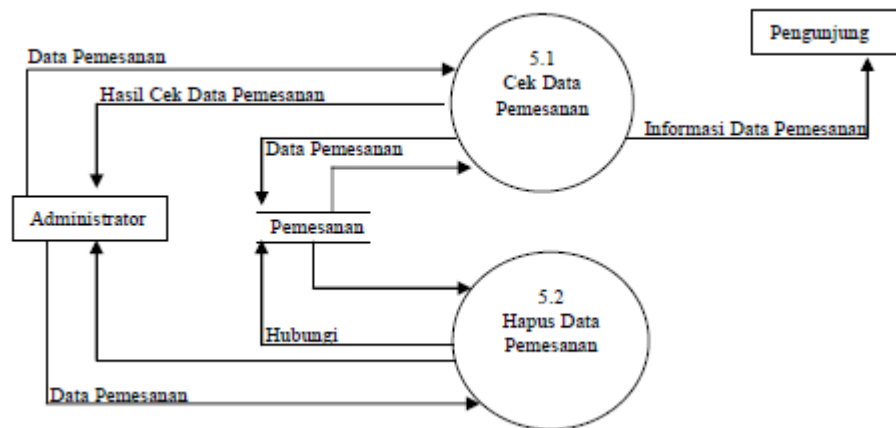 Pengunjung
5.1
Cek Data
Pemesanan
Data Pemesanan
Hasil Cek Data Pemesanan
Informasi Data Pemesanan
Data Pemesanan
Administrator
Pemesanan
5.2
Hapus Data
Pemesanan
Hubungi
Data Pemesanan